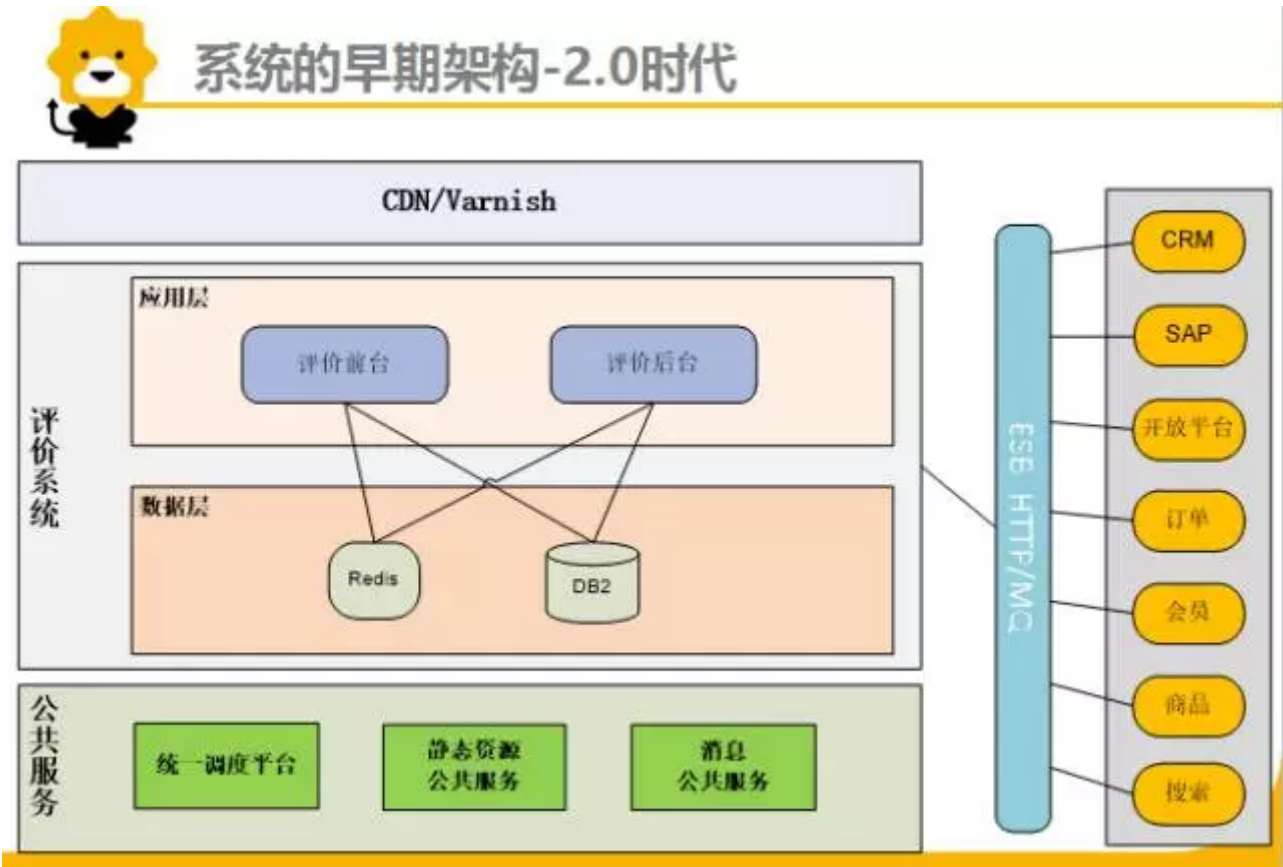 系统的早期架构-2.0时代
CDN/Varnish
评价系统
应用层
评价前台
评价后台
数据层
Redis
DB2
公共服务
统一调度平台
静态资源
公共服务
消息
公共服务
ESB HTTP/MQ
CRM
SAP
开放平台
订单
会员
商品
搜索